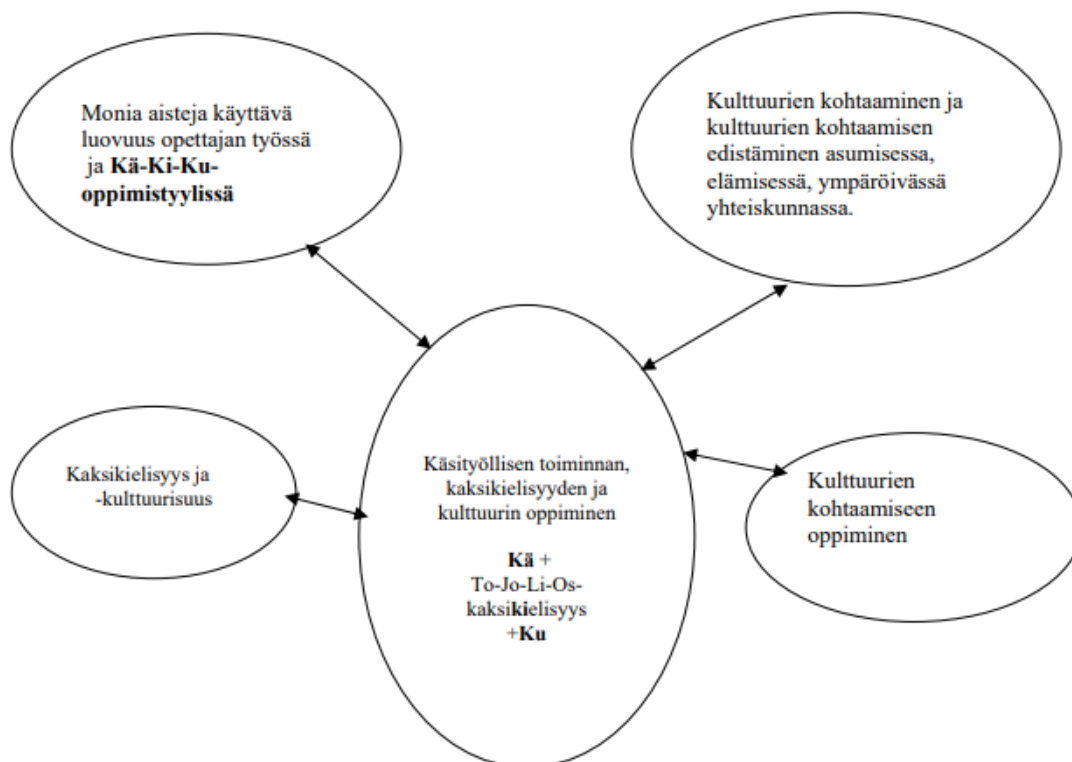 Monia aisteja käyttävä
luovuus opettajan työssä
ja Kä-Ki-Ku-
oppimistyylissä
Kulttuurien kohtaaminen ja
kulttuurien kohtaamisen
edistäminen asumisessa,
elämisessä, ympäröivässä
yhteiskunnassa.
Kaksikielisyys ja
-kulttuurisuus
Käsityöllisen toiminnan,
kaksikielisyyden ja
kulttuurin oppiminen
Kä +
To-Jo-Li-Os-
kaksikielisyys
+Ku
Kulttuurien
kohtaamiseen
oppiminen